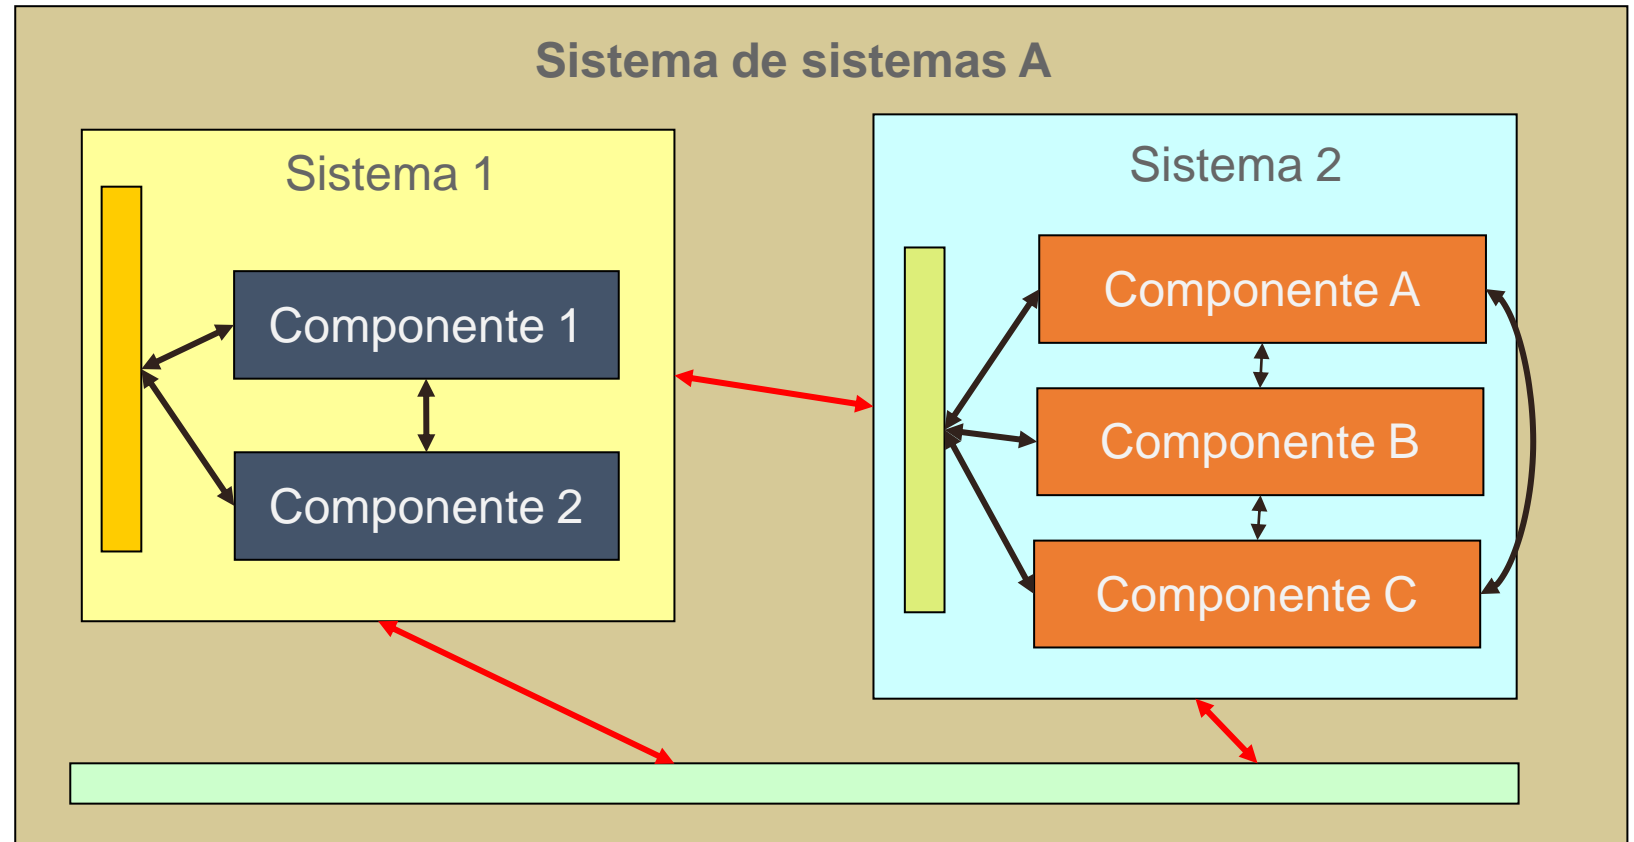 Sistema de sistemas A
Sistema 1
Componente 1
Componente 2
Sistema 2
Componente A
Componente B
Componente C